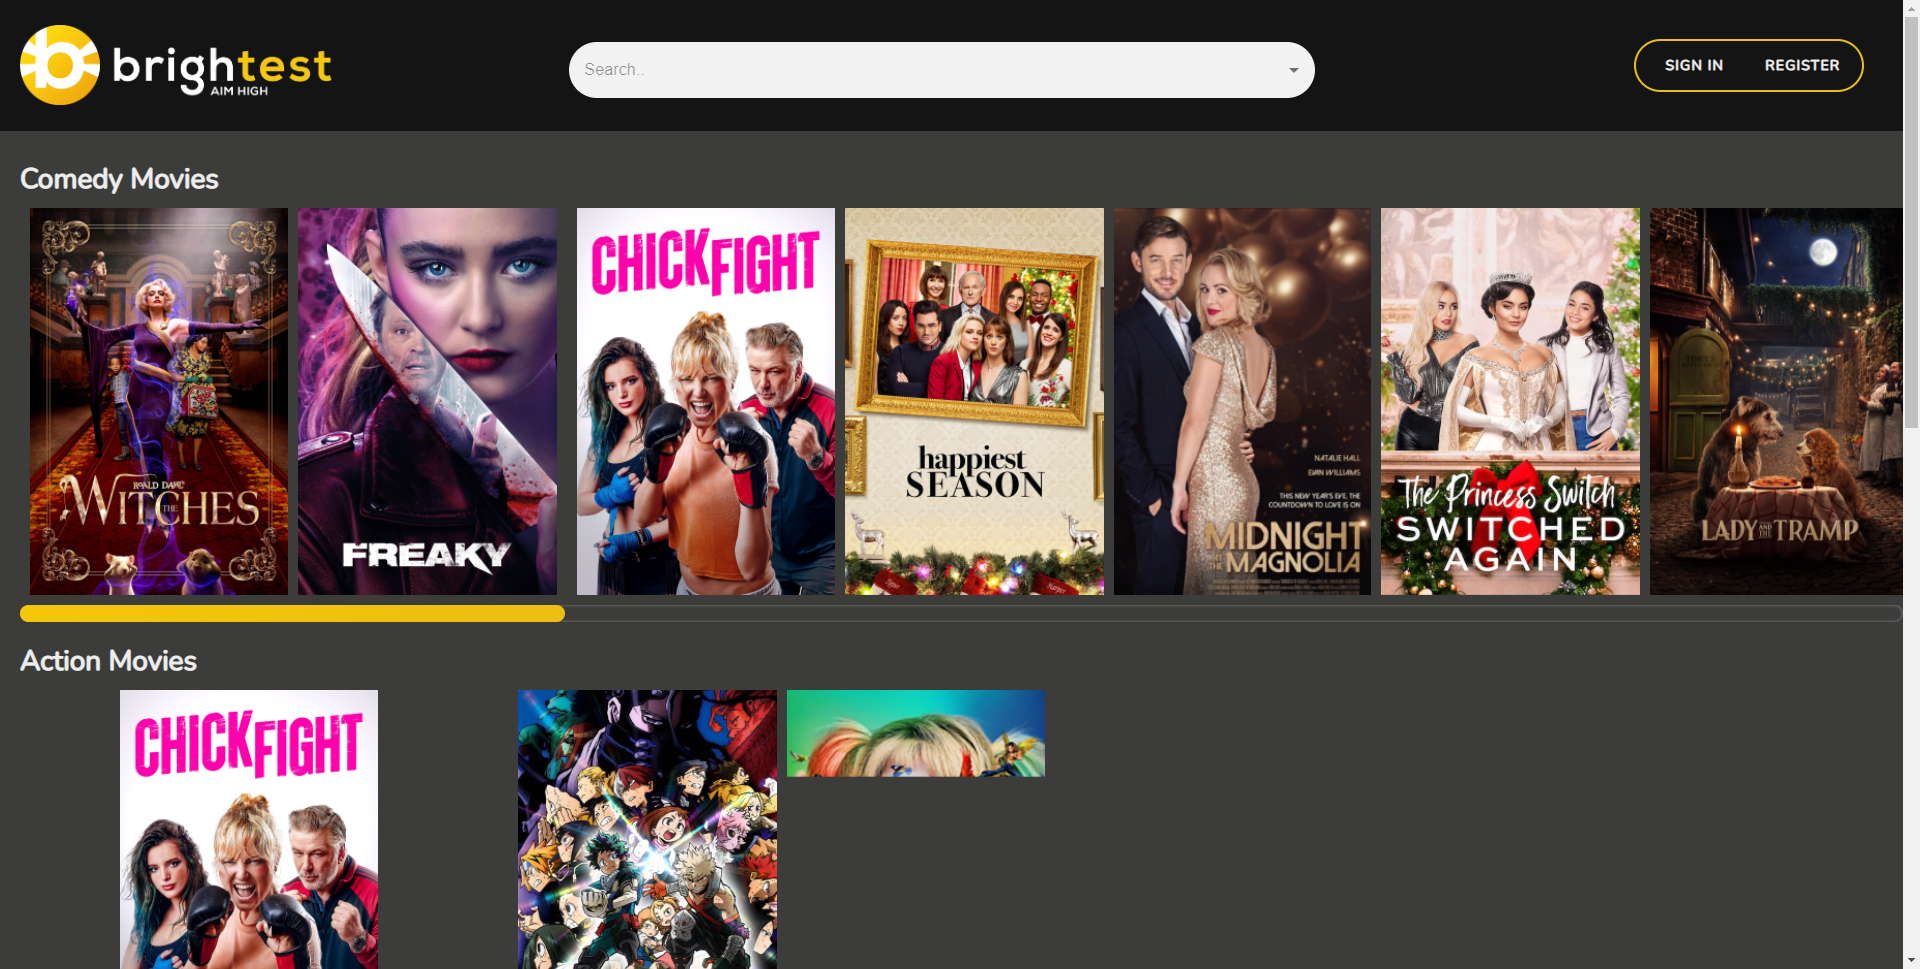 brightest
AIM HIGH
Search..
SIGN IN
REGISTER
Comedy Movies
ROALD DAHL'S
THE WITCHES
FREAKY
CHICK FIGHT
happiest
SEASON
NATALIE HALL
EVAN WILLIAMS
THIS NEW YEAR'S EVE, THE
COUNTDOWN TO LOVE IS ON
MIDNIGHT
AT THE MAGNOLIA
The Princess Switch
SWITCHED
AGAIN
LADY AND THE TRAMP
Action Movies
CHICK FIGHT